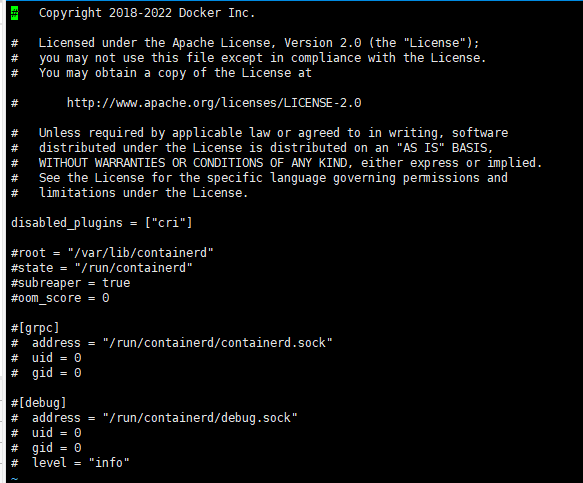 #   Copyright 2018-2022 Docker Inc.
#   Licensed under the Apache License, Version 2.0 (the "License");
#   you may not use this file except in compliance with the License.
#   You may obtain a copy of the License at
#       http://www.apache.org/licenses/LICENSE-2.0
#   Unless required by applicable law or agreed to in writing, software
#   distributed under the License is distributed on an "AS IS" BASIS,
#   WITHOUT WARRANTIES OR CONDITIONS OF ANY KIND, either express or implied.
#   See the License for the specific language governing permissions and
#   limitations under the License.
disabled_plugins = ["cri"]
#root = "/var/lib/containerd"
#state = "/run/containerd"
#subreaper = true
#oom_score = 0
#[grpc]
#  address = "/run/containerd/containerd.sock"
#  uid = 0
#  gid = 0
#[debug]
#  address = "/run/containerd/debug.sock"
#  uid = 0
#  gid = 0
#  level = "info"
~